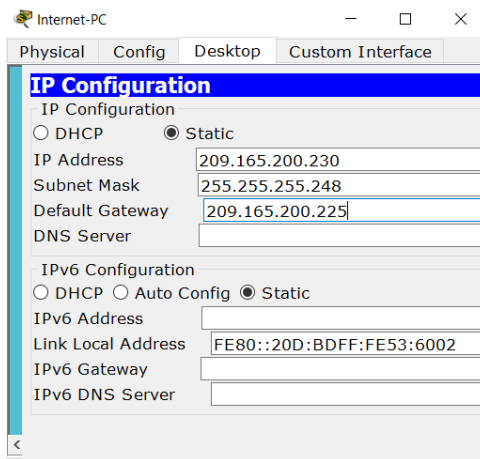 Internet-PC
Physical Config Desktop Custom Interface
IP Configuration
IP Configuration
DHCP Static
IP Address 209.165.200.230
Subnet Mask 255.255.255.248
Default Gateway 209.165.200.225
DNS Server
IPv6 Configuration
DHCP Auto Config Static
IPv6 Address
Link Local Address FE80::20D:BDFF:FE53:6002
IPv6 Gateway
IPv6 DNS Server